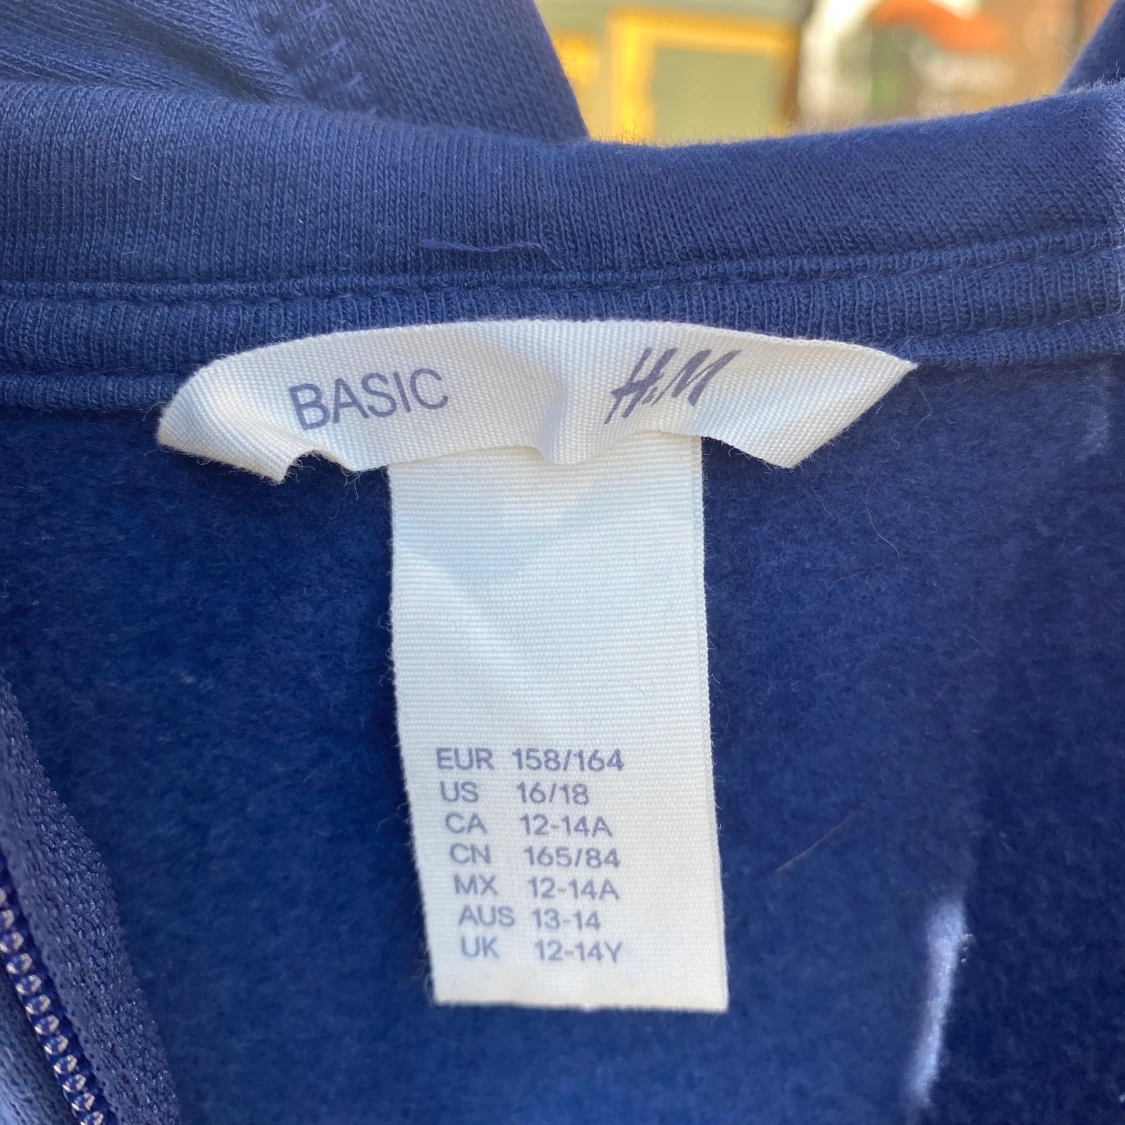 BASIC H&M
EUR 158/164
US 16/18
CA 12-14A
CN 165/84
MX 12-14A
AUS 13-14
UK 12-14Y